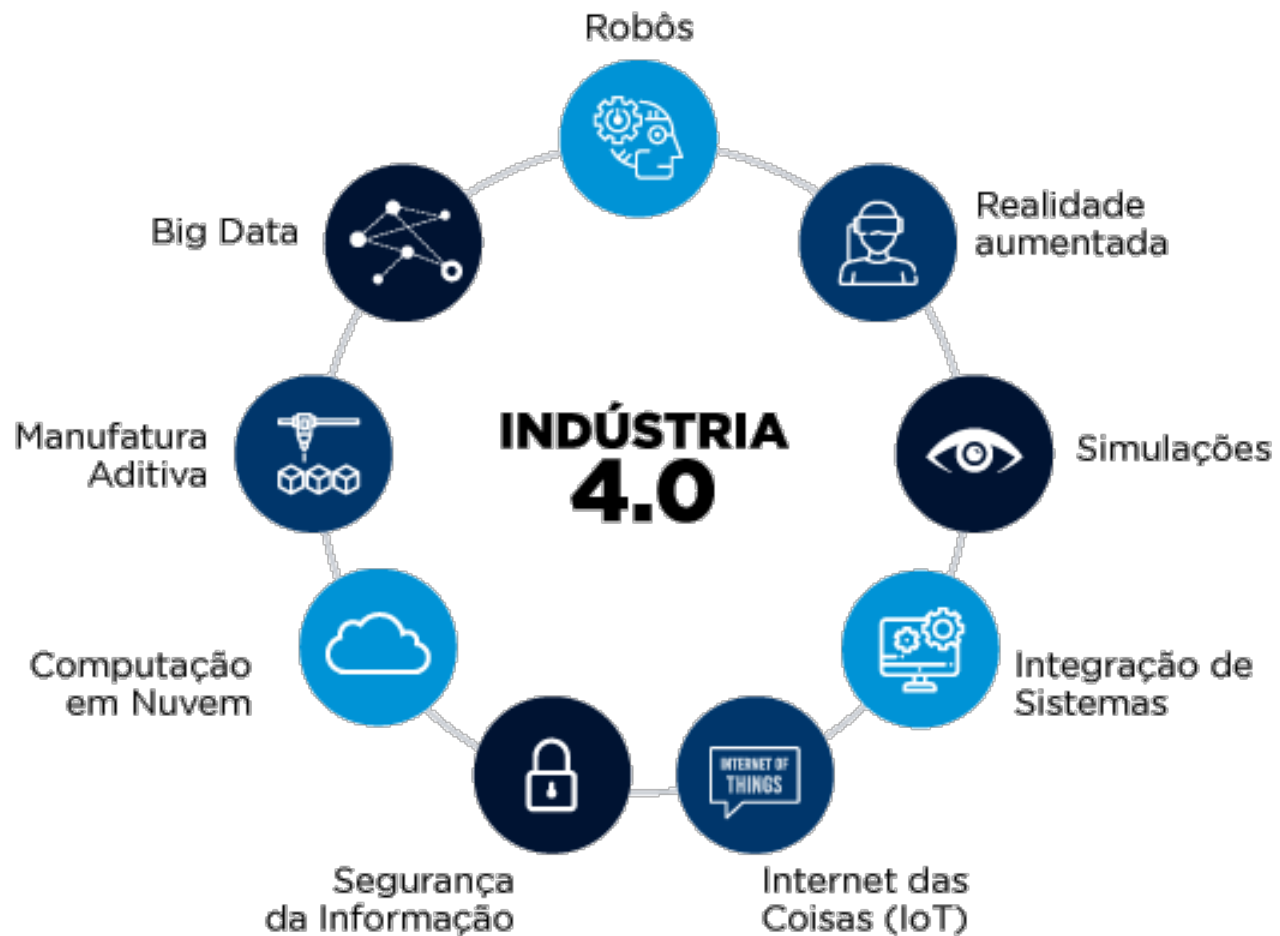 Robôs
Realidade
aumentada
Big Data
INDÚSTRIA
4.0
Manufatura
Aditiva
Simulações
Computação
em Nuvem
Integração de
Sistemas
INTERNET OF
THINGS
Segurança
da Informação
Internet das
Coisas (IoT)